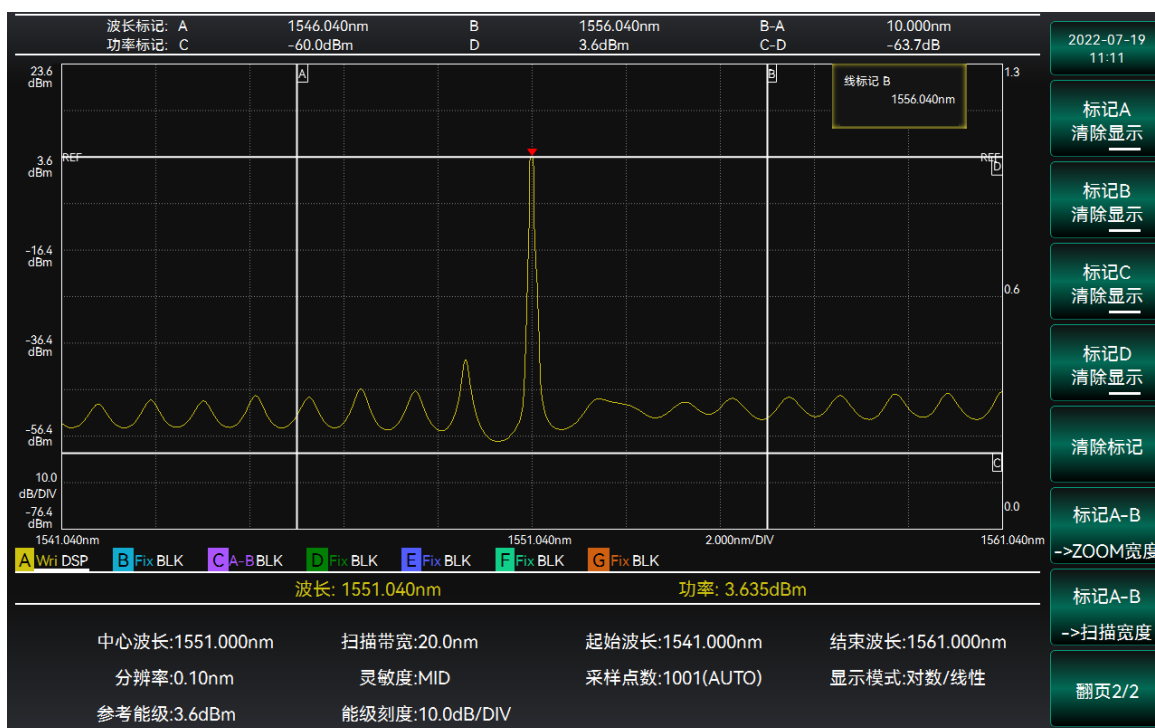 波长标记: A 1546.040nm B 1556.040nm B-A 10.000nm
功率标记: C -60.0dBm D 3.6dBm C-D -63.7dB
2022-07-19
11:11
23.6
dBm
A
B
线标记 B
1556.040nm
1.3
标记A
清除显示
3.6
dBm
REF
REF
D
标记B
清除显示
-16.4
dBm
0.6
标记C
清除显示
-36.4
dBm
标记D
清除显示
-56.4
dBm
清除标记
C
10.0
dB/DIV
-76.4
dBm
0.0
标记A-B
->ZOOM宽度
1541.040nm 1551.040nm 2.000nm/DIV 1561.040nm
A Wri DSP B Fix BLK C A-B BLK D Fix BLK E Fix BLK F Fix BLK G Fix BLK
波长: 1551.040nm 功率: 3.635dBm
标记A-B
->扫描宽度
中心波长:1551.000nm 扫描带宽:20.0nm 起始波长:1541.000nm 结束波长:1561.000nm
分辨率:0.10nm 灵敏度:MID 采样点数:1001(AUTO) 显示模式:对数/线性
参考能级:3.6dBm 能级刻度:10.0dB/DIV
翻页2/2